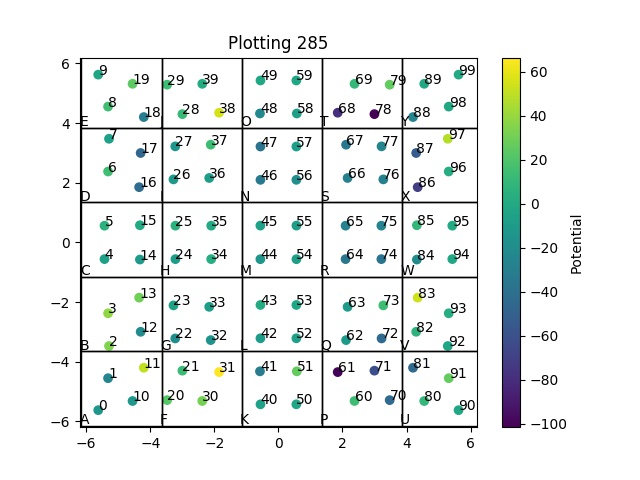 Plotting 285
6 9 19 29 39 49 59 69 79 89 99
8 18 28 38 48 58 68 78 88 98
4 E O T Y
7 17 27 37 47 57 67 77 87 97
6 16 26 36 46 56 66 76 86 96
2 D N S X
5 15 25 35 45 55 65 75 85 95
0
4 14 24 34 44 54 64 74 84 94
C H M R W
−2 3 13 23 33 43 53 63 73 83 93
2 12 22 32 42 52 62 72 82 92
B G L Q V
−4 1 11 21 31 41 51 61 71 81 91
0 10 20 30 40 50 60 70 80 90
−6 A F K P U
−6 −4 −2 0 2 4 6
60
40
20
0
−20
−40
−60
−80
−100
Potential